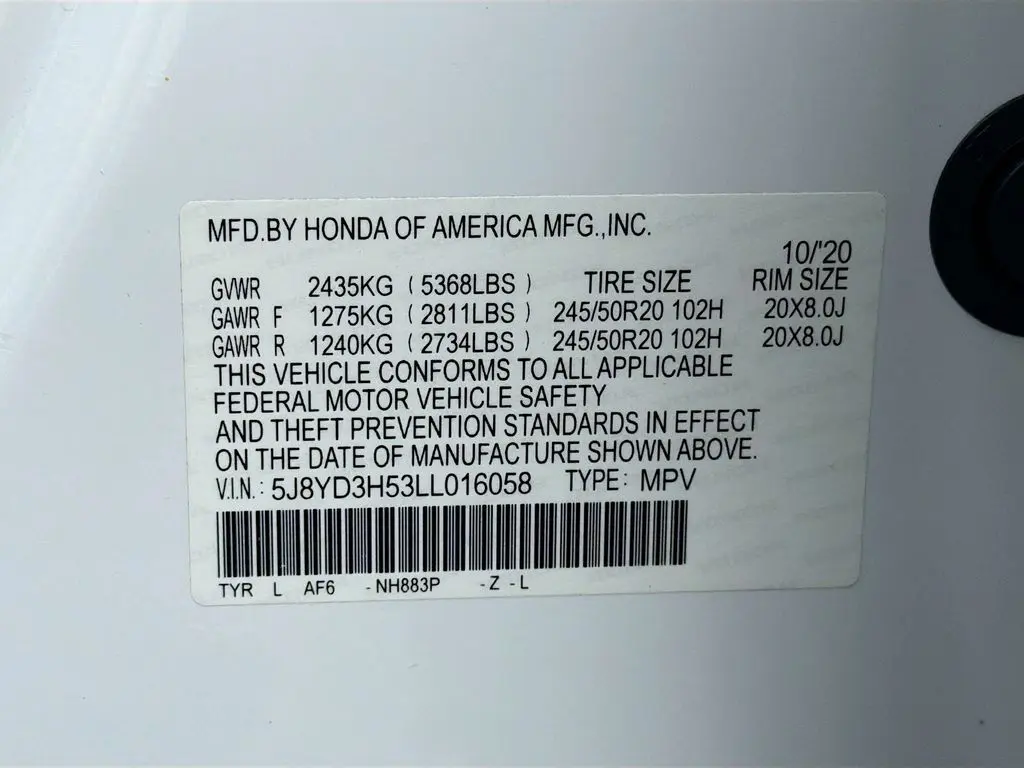 MFD.BY HONDA OF AMERICA MFG.,INC.
10/'20
GVWR 2435KG ( 5368LBS ) TIRE SIZE RIM SIZE
GAWR F 1275KG ( 2811LBS ) 245/50R20 102H 20X8.0J
GAWR R 1240KG ( 2734LBS ) 245/50R20 102H 20X8.0J
THIS VEHICLE CONFORMS TO ALL APPLICABLE
FEDERAL MOTOR VEHICLE SAFETY
AND THEFT PREVENTION STANDARDS IN EFFECT
ON THE DATE OF MANUFACTURE SHOWN ABOVE.
V.I.N.: 5J8YD3H53LL016058 TYPE: MPV
TYR L AF6 -NH883P -Z -L